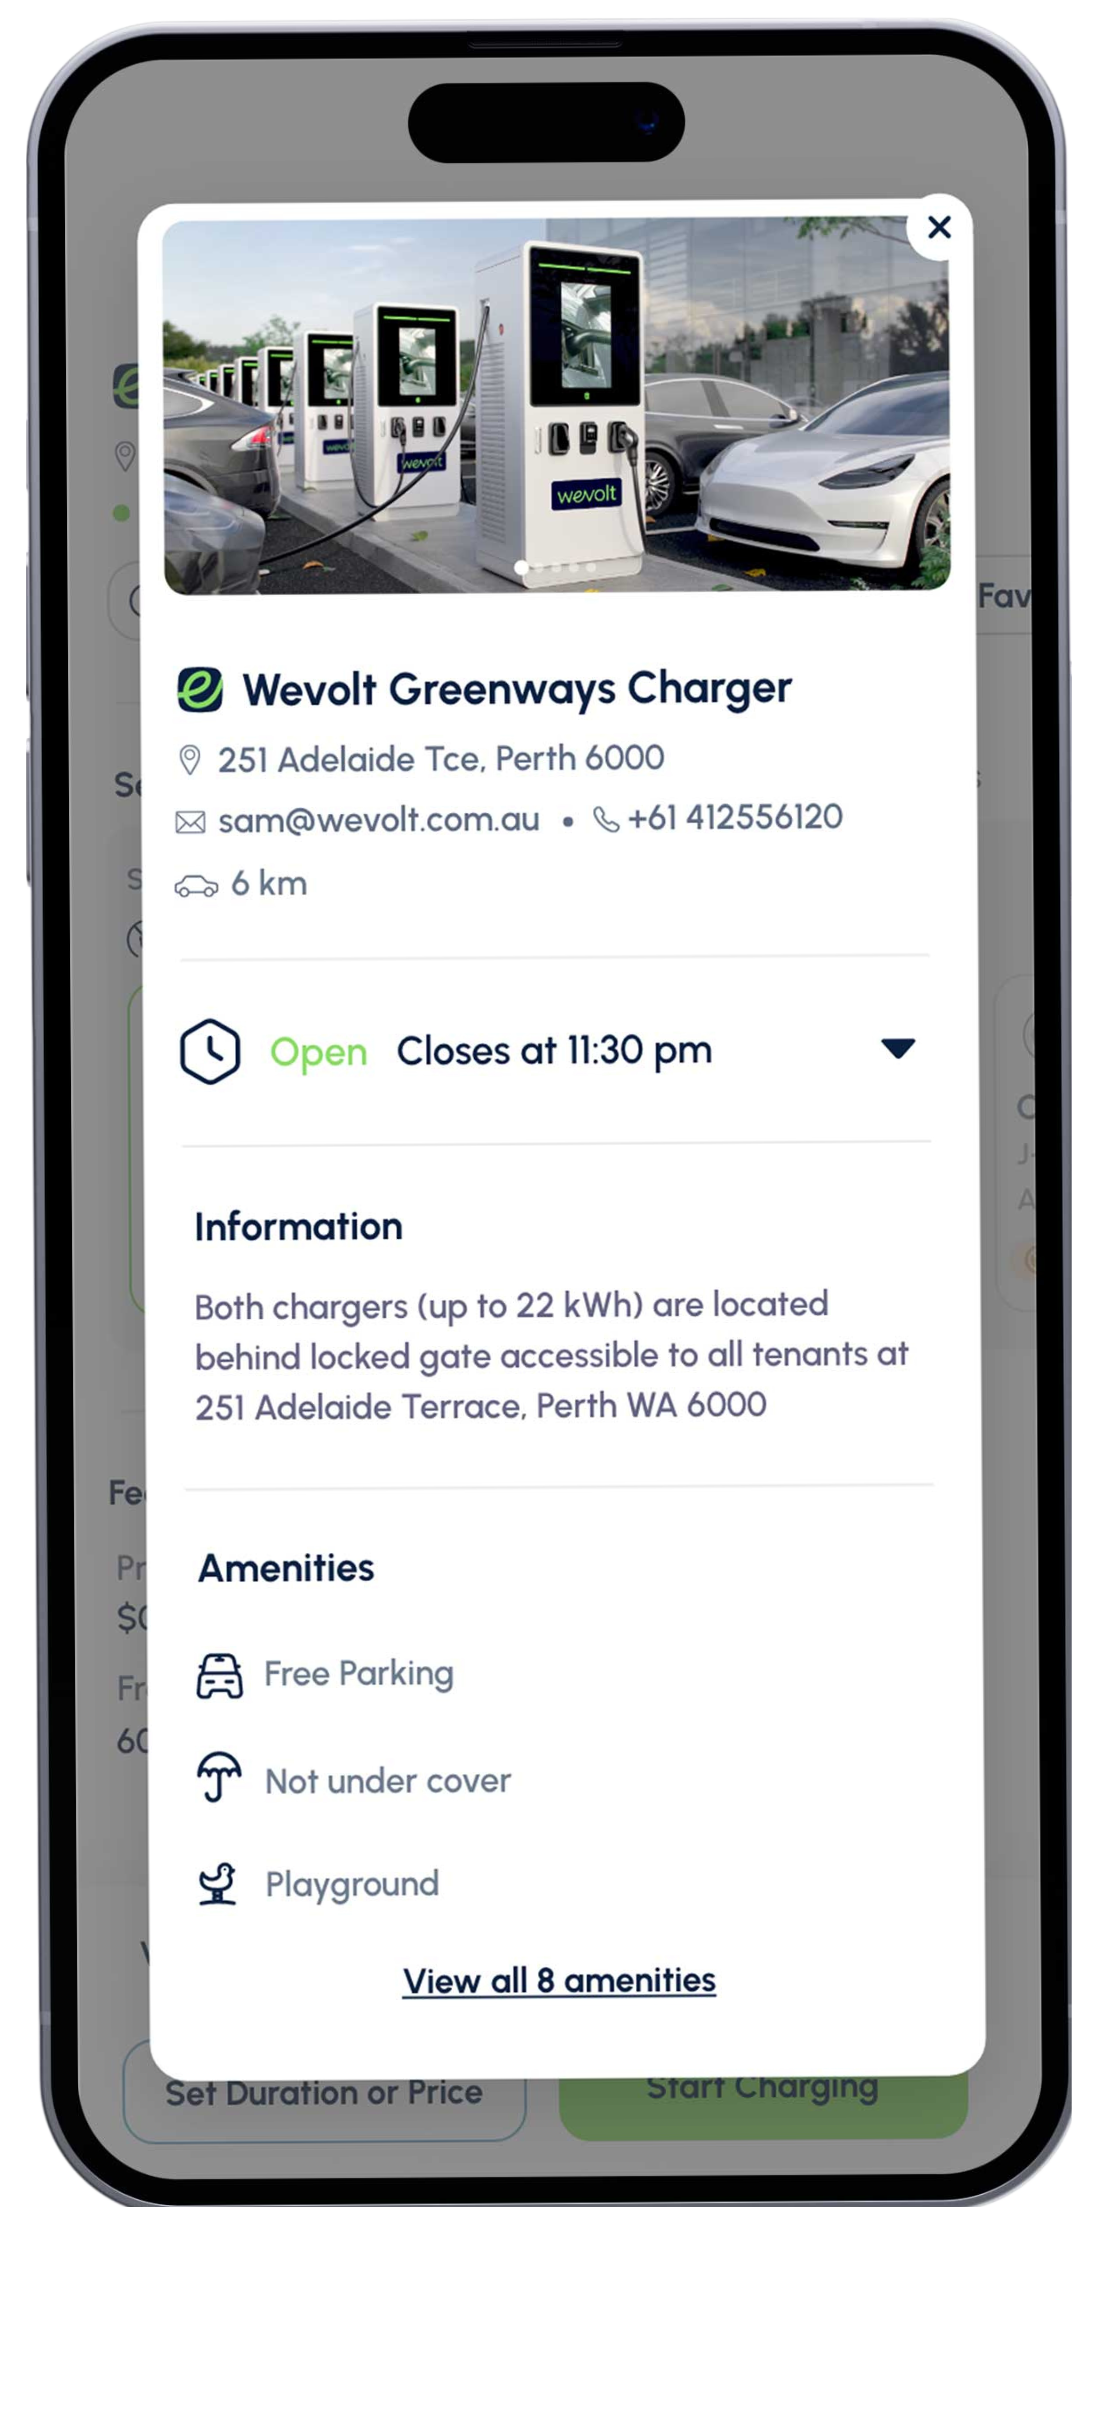 wevolt
wevolt
Wevolt Greenways Charger
251 Adelaide Tce, Perth 6000
sam@wevolt.com.au • +61 412556120
6 km
Open Closes at 11:30 pm
Information
Both chargers (up to 22 kWh) are located
behind locked gate accessible to all tenants at
251 Adelaide Terrace, Perth WA 6000
Amenities
Free Parking
Not under cover
Playground
View all 8 amenities
Set Duration or Price
Start Charging